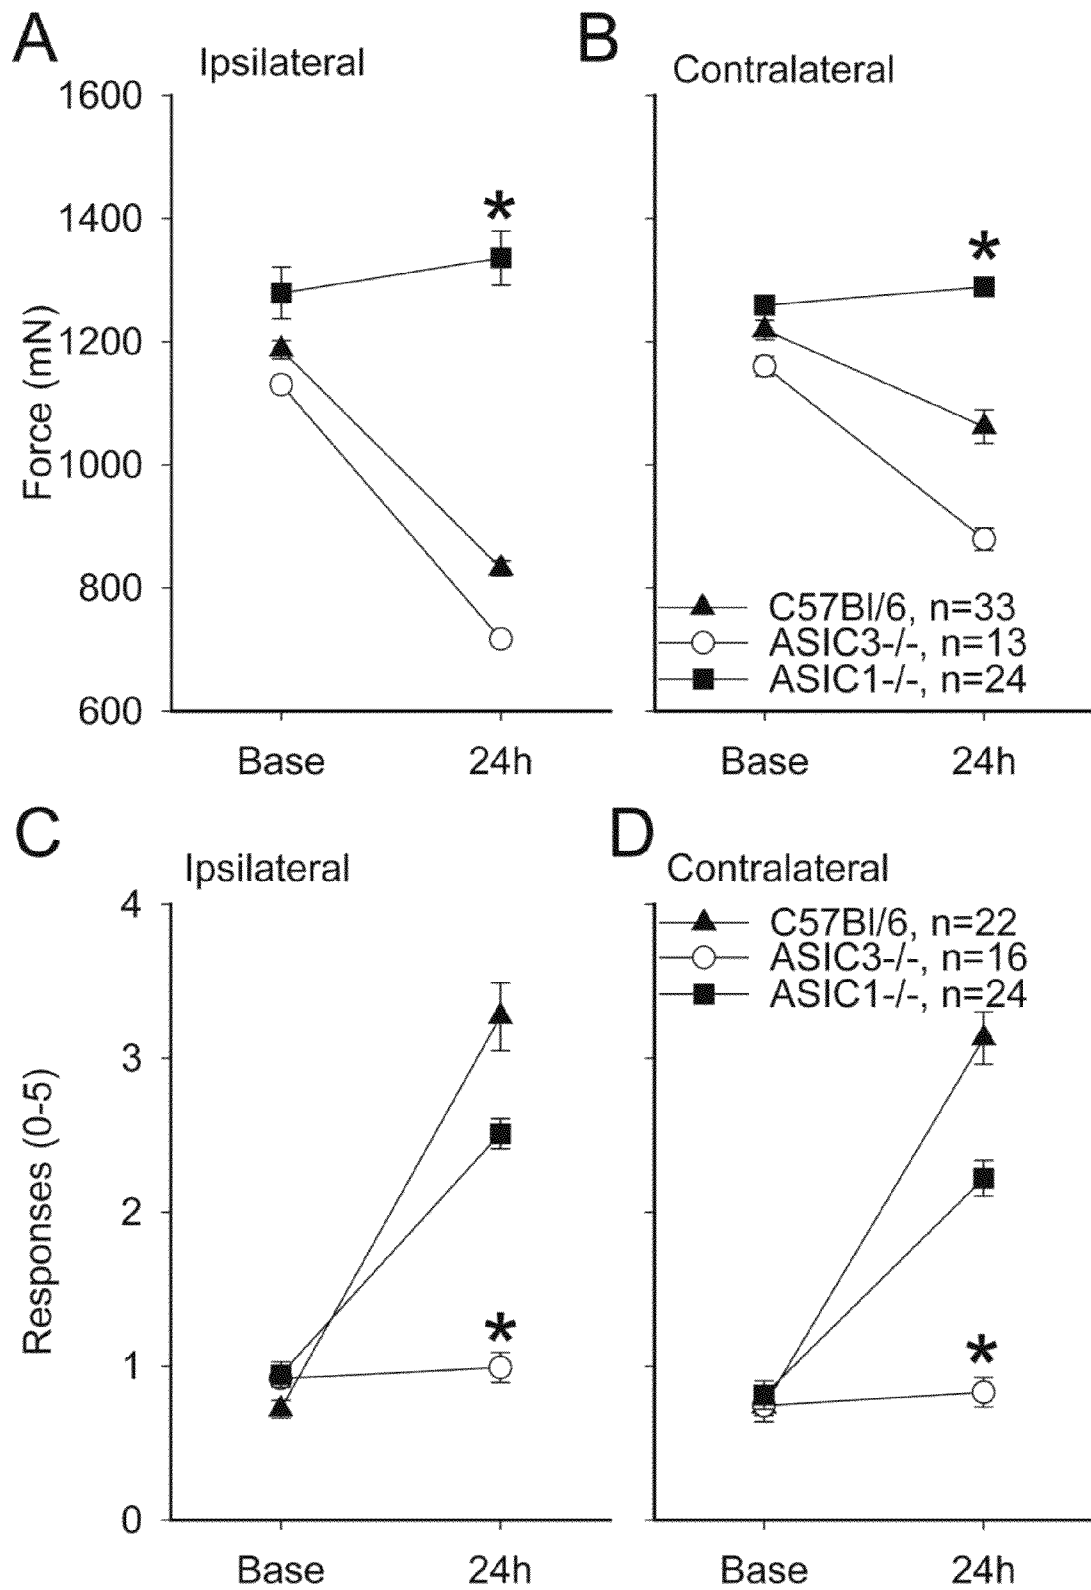 A
Ipsilateral
B
Contralateral
1600
1400
1200
1000
800
600
Force (mN)
*
*
C57Bl/6, n=33
ASIC3-/-, n=13
ASIC1-/-, n=24
Base
24h
Base
24h
C
Ipsilateral
D
Contralateral
4
3
2
1
0
Responses (0-5)
C57Bl/6, n=22
ASIC3-/-, n=16
ASIC1-/-, n=24
*
*
Base
24h
Base
24h